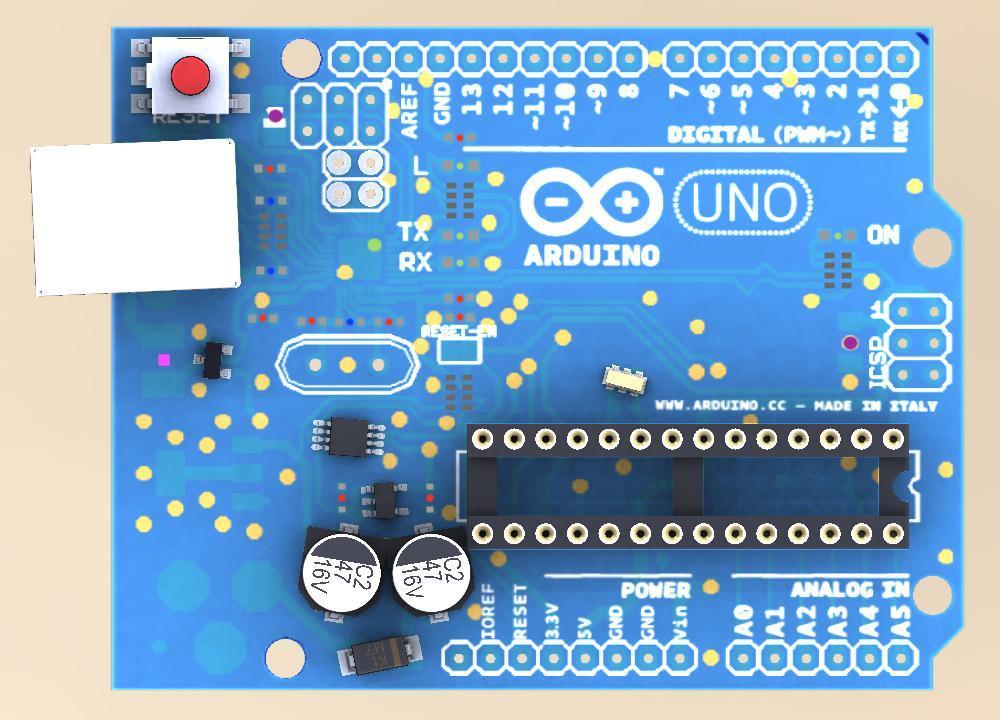 RESET
AREF
GND
13
12
~11
~10
~9
8
7
~6
~5
4
~3
2
TX→1
RX←0
DIGITAL (PWM~)
L
TX
RX
UNO
ARDUINO
ON
RESET-EN
1
ICSP
WWW.ARDUINO.CC — MADE IN ITALY
C2
47
16V
C2
47
16V
POWER
ANALOG IN
IOREF
RESET
3.3V
5V
GND
GND
Vin
A0
A1
A2
A3
A4
A5
M7